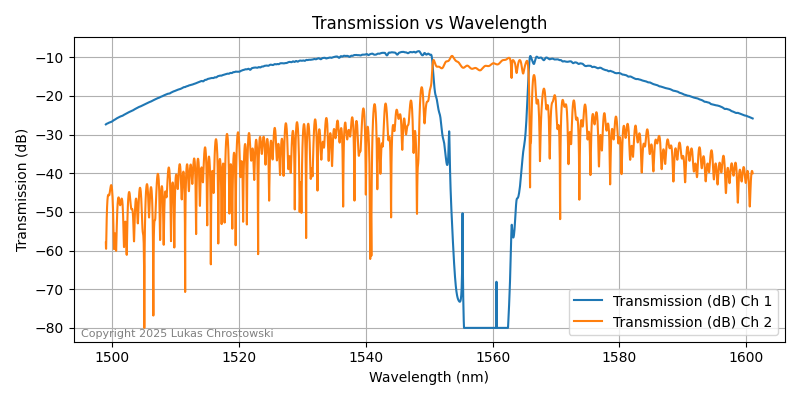 Transmission vs Wavelength
Transmission (dB)
−10
−20
−30
−40
−50
−60
−70
−80
Transmission (dB) Ch 1
Transmission (dB) Ch 2
Copyright 2025 Lukas Chrostowski
1500
1520
1540
1560
1580
1600
Wavelength (nm)